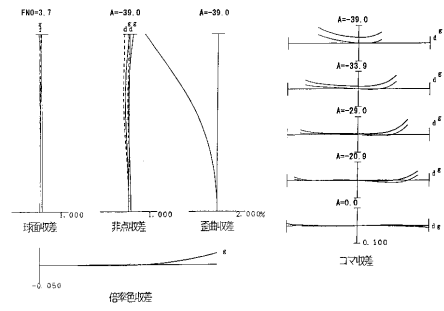 FNO=3.7
A=-39.0
A=-39.0
g
d
g g
d d
1.000
1.000
2.000%
球面収差
非点収差
歪曲収差
g
-0.050
倍率色収差
A=-39.0
d g
A=-33.9
d g
A=-29.0
d g
A=-20.9
d g
A=0.0
d g
0.100
コマ収差